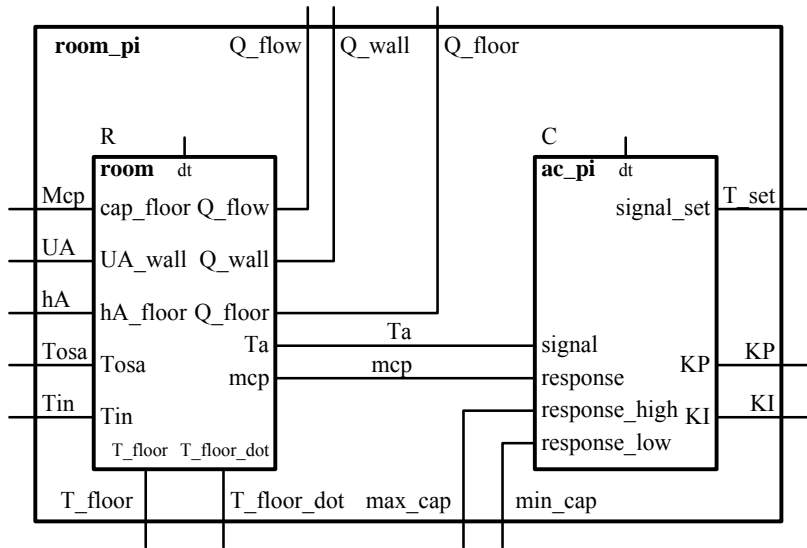 room_pi Q_flow Q_wall Q_floor
R C
room dt ac_pi dt
Mcp cap_floor Q_flow signal_set T_set
UA UA_wall Q_wall
hA hA_floor Q_floor
Ta Ta signal
Tosa Tosa KP KP
mcp mcp response
Tin Tin response_high KI KI
T_floor T_floor_dot response_low
T_floor T_floor_dot max_cap min_cap